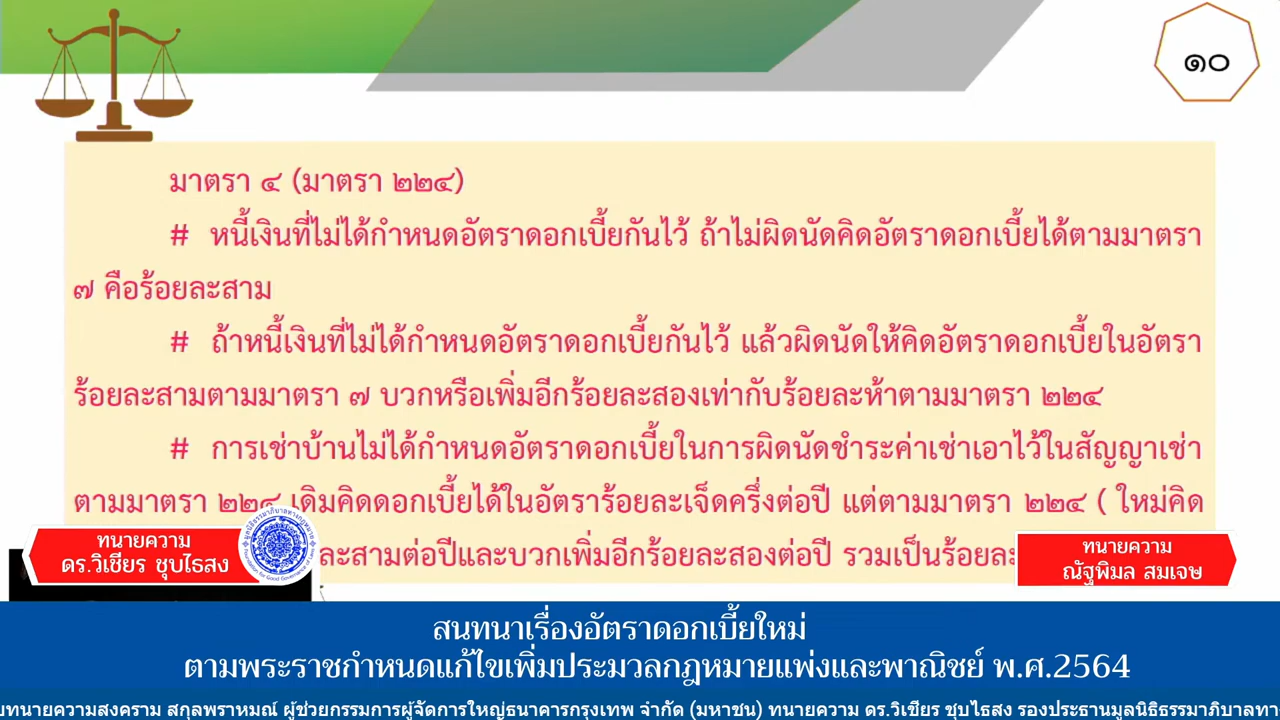 ๑๐
มาตรา ๔ (มาตรา ๒๒๔)
# หนี้เงินที่ไม่ได้กำหนดอัตราดอกเบี้ยกันไว้ ถ้าไม่ผิดนัดคิดอัตราดอกเบี้ยได้ตามมาตรา
๗ คือร้อยละสาม
# ถ้าหนี้เงินที่ไม่ได้กำหนดอัตราดอกเบี้ยกันไว้ แล้วผิดนัดให้คิดอัตราดอกเบี้ยในอัตรา
ร้อยละสามตามมาตรา ๗ บวกหรือเพิ่มอีกร้อยละสองเท่ากับร้อยละห้าตามมาตรา ๒๒๔
# การเช่าบ้านไม่ได้กำหนดอัตราดอกเบี้ยในการผิดนัดชำระค่าเช่าเอาไว้ในสัญญาเช่า
ตามมาตรา ๒๒๔ เดิมคิดดอกเบี้ยได้ในอัตราร้อยละเจ็ดครึ่งต่อปี แต่ตามมาตรา ๒๒๔ ( ใหม่คิด
ละสามต่อปีและบวกเพิ่มอีกร้อยละสองต่อปี รวมเป็นร้อยละ
ทนายความ
ดร.วิเชียร ชุบไธสง
ทนายความ
ณัฐพิมล สมเจษ
สนทนาเรื่องอัตราดอกเบี้ยใหม่
ตามพระราชกำหนดแก้ไขเพิ่มประมวลกฎหมายแพ่งและพาณิชย์ พ.ศ.2564
ทนายความสงคราม สกุลพราหมณ์ ผู้ช่วยกรรมการผู้จัดการใหญ่ธนาคารกรุงเทพ จำกัด (มหาชน) ทนายความ ดร.วิเชียร ชุบไธสง รองประธานมูลนิธิธรรมาภิบาลทา